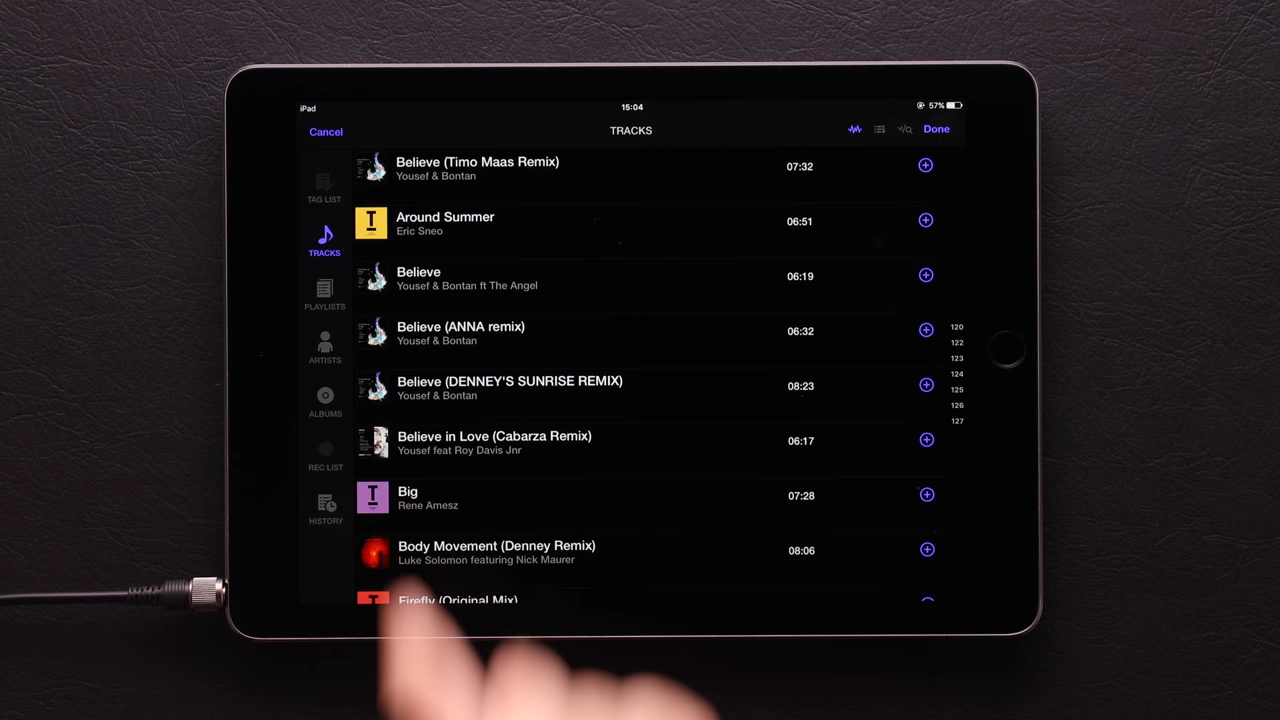 iPad
15:04
57%
Cancel
TRACKS
Done
TAG LIST
TRACKS
PLAYLISTS
ARTISTS
ALBUMS
REC LIST
HISTORY
Believe (Timo Maas Remix)
Yousef & Bontan
07:32
Around Summer
Eric Sneo
06:51
Believe
Yousef & Bontan ft The Angel
06:19
Believe (ANNA remix)
Yousef & Bontan
06:32
Believe (DENNEY'S SUNRISE REMIX)
Yousef & Bontan
08:23
Believe in Love (Cabarza Remix)
Yousef feat Roy Davis Jnr
06:17
Big
Rene Amesz
07:28
Body Movement (Denney Remix)
Luke Solomon featuring Nick Maurer
08:06
Firefly (Original Mix)
120
122
123
124
125
126
127